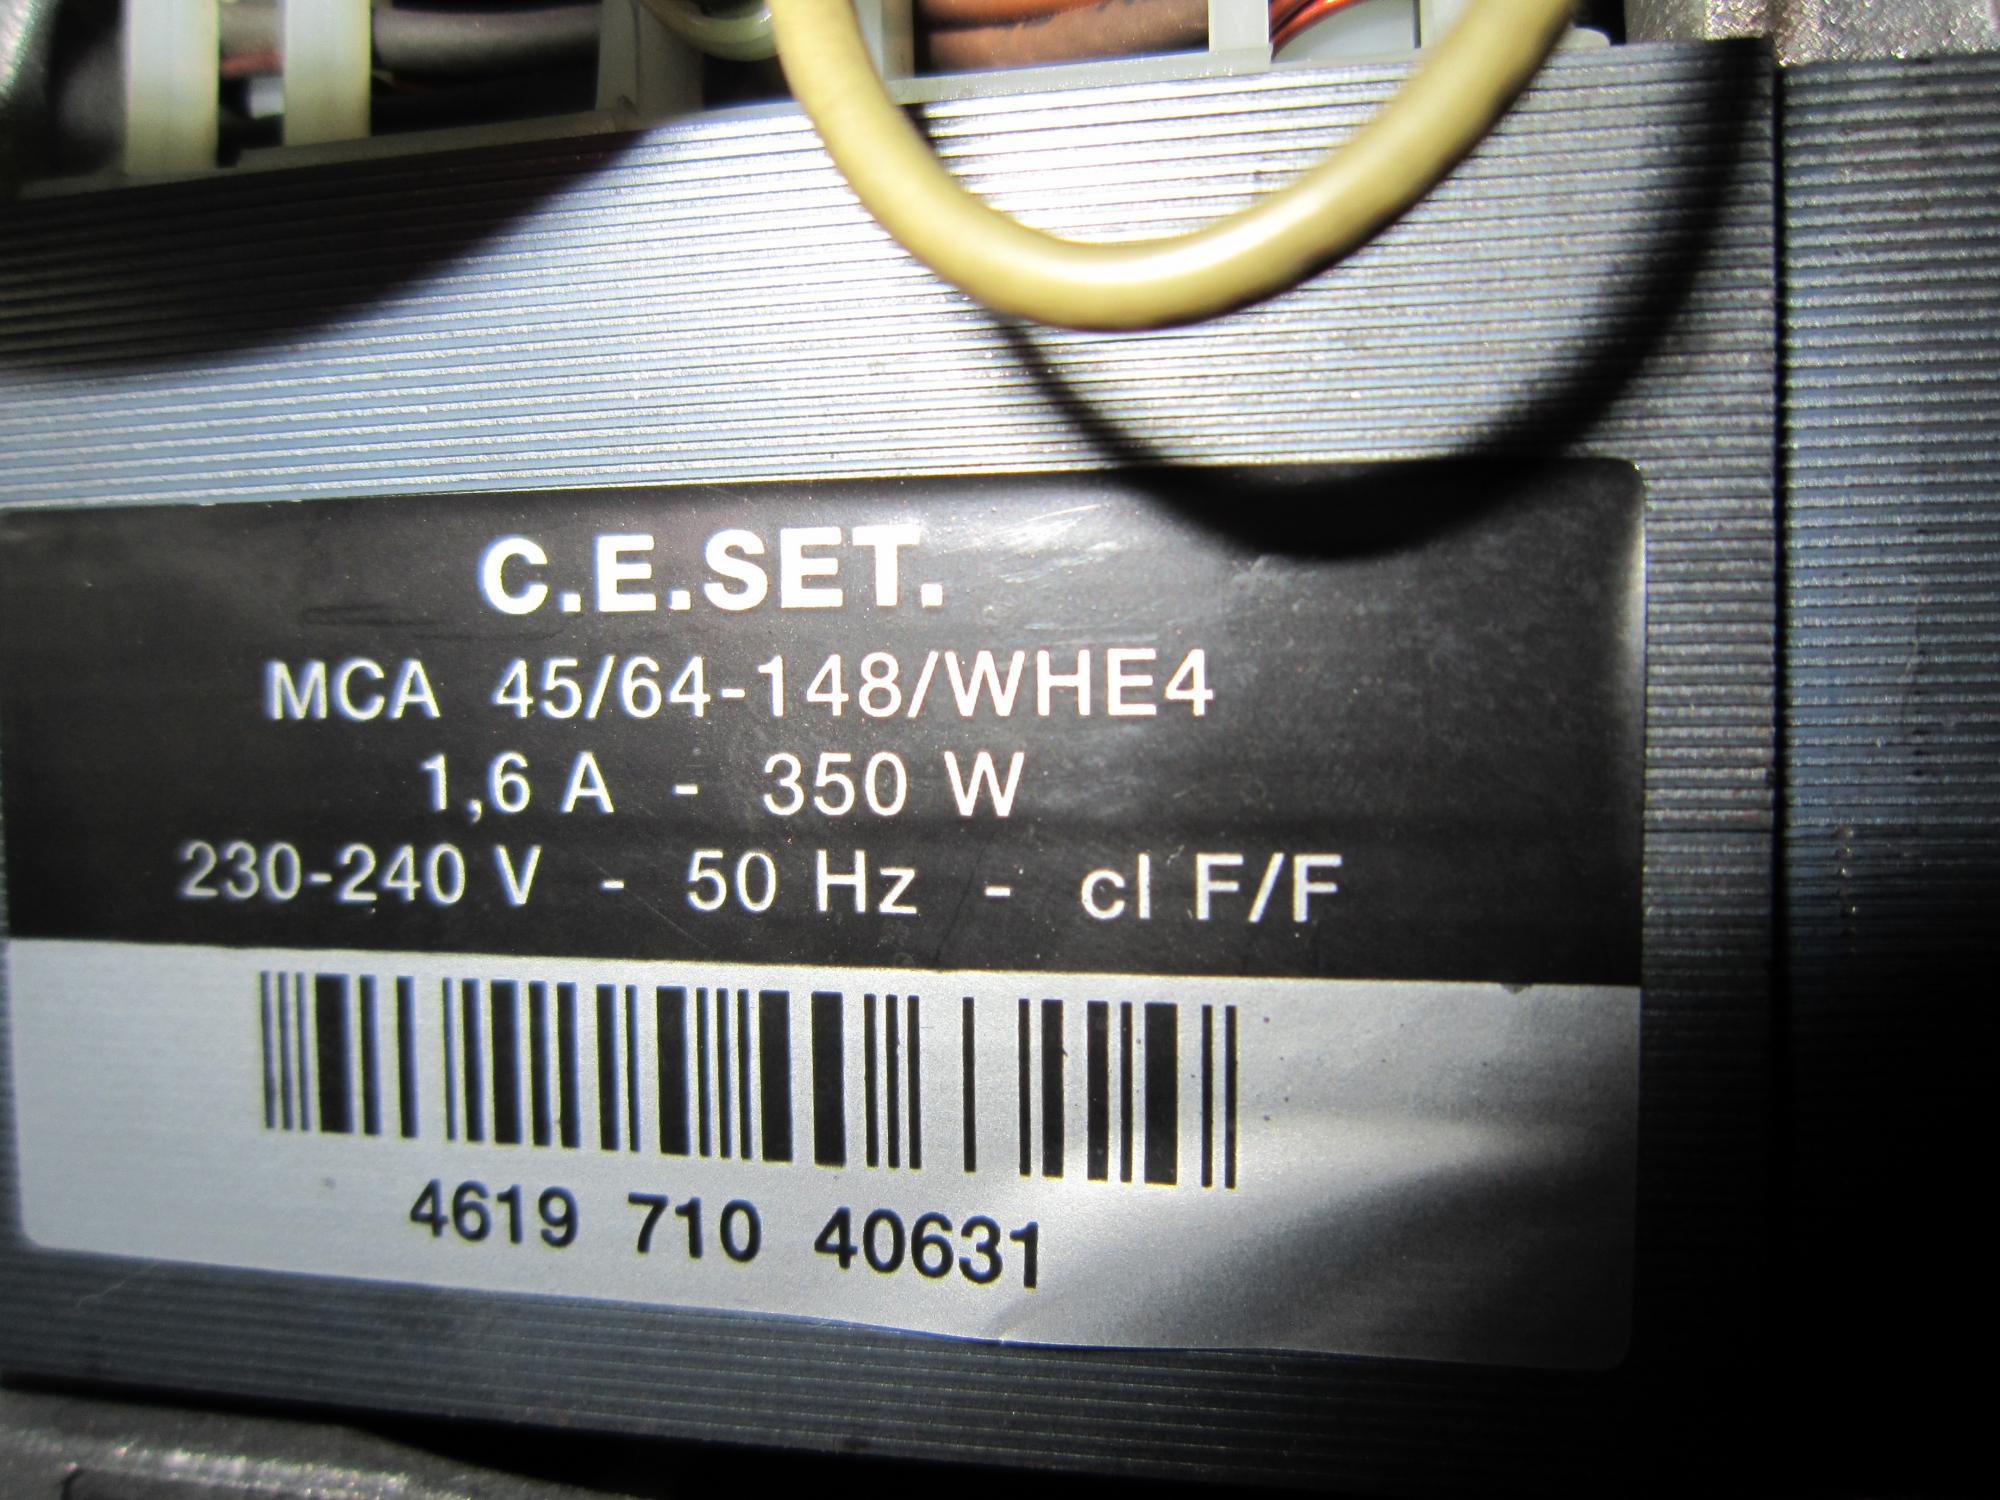 C.E.SET.
MCA 45/64-148/WHE4
1,6 A - 350 W
230-240 V - 50 Hz - cl F/F
4619 710 40631